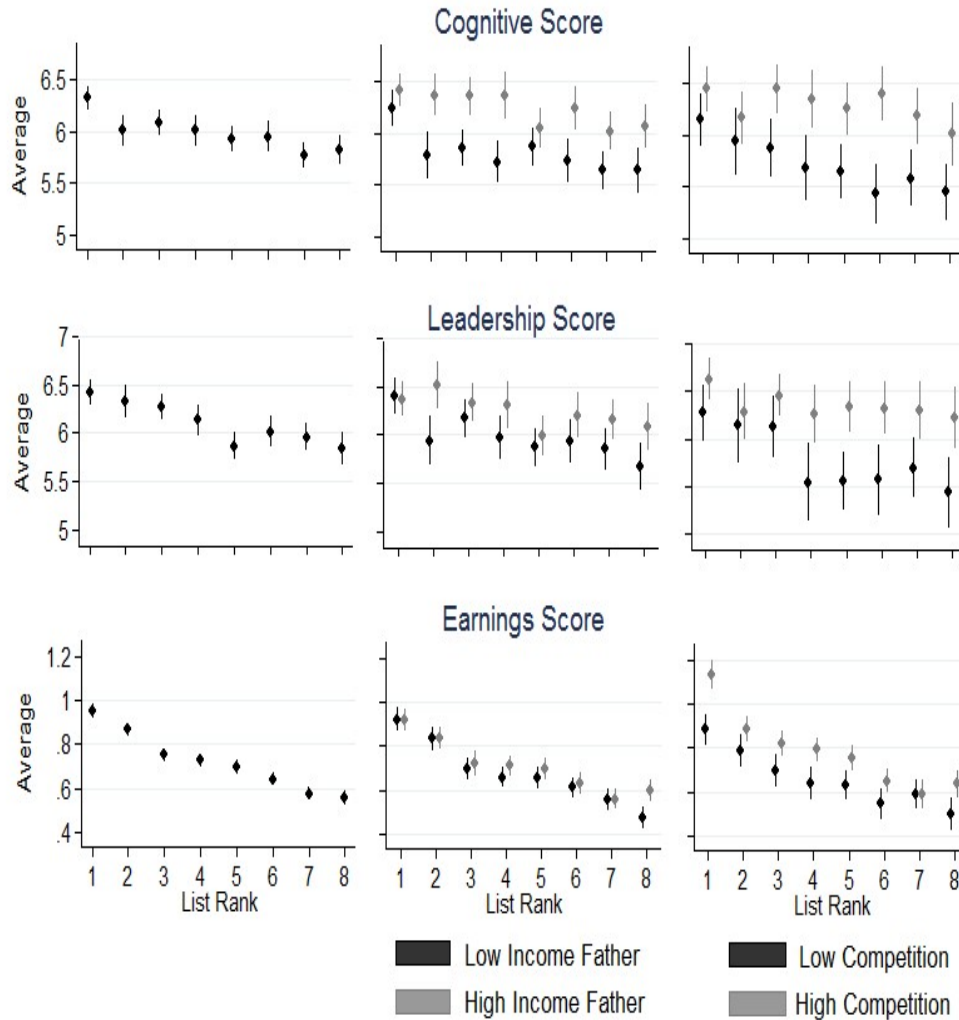 Cognitive Score
Average
6.5
6
5.5
5
Leadership Score
Average
7
6.5
6
5.5
5
Earnings Score
Average
1.2
1
.8
.6
.4
1 2 3 4 5 6 7 8
List Rank
1 2 3 4 5 6 7 8
List Rank
1 2 3 4 5 6 7 8
List Rank
Low Income Father
High Income Father
Low Competition
High Competition